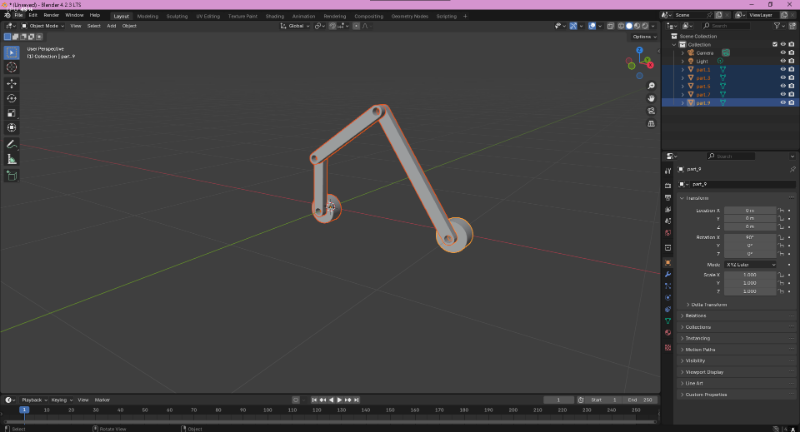 * (Unsaved) - Blender 4.2.3 LTS
File Edit Render Window Help Layout Modeling Sculpting UV Editing Texture Paint Shading Animation Rendering Compositing Geometry Nodes Scripting Scene ViewLayer
Object Mode View Select Add Object Global Search
Options
User Perspective
(1) Collection | part_9
Scene Collection
Collection
Camera
Light
part_7
part_9
Search
part_9
part_9
Transform
Location X 0 m
Y 0 m
Z 0 m
Rotation X 90°
Y 0°
Z 0°
Mode XYZ Euler
Scale X 1.000
Y 1.000
Z 1.000
Delta Transform
Relations
Collections
Instancing
Motion Paths
Visibility
Viewport Display
Line Art
Custom Properties
Playback Keying View Marker 1 Start 1 End 250
1 10 20 30 40 50 60 70 80 90 100 110 120 130 140 150 160 170 180 190 200 210 220 230 240 250
Select Rotate View Object